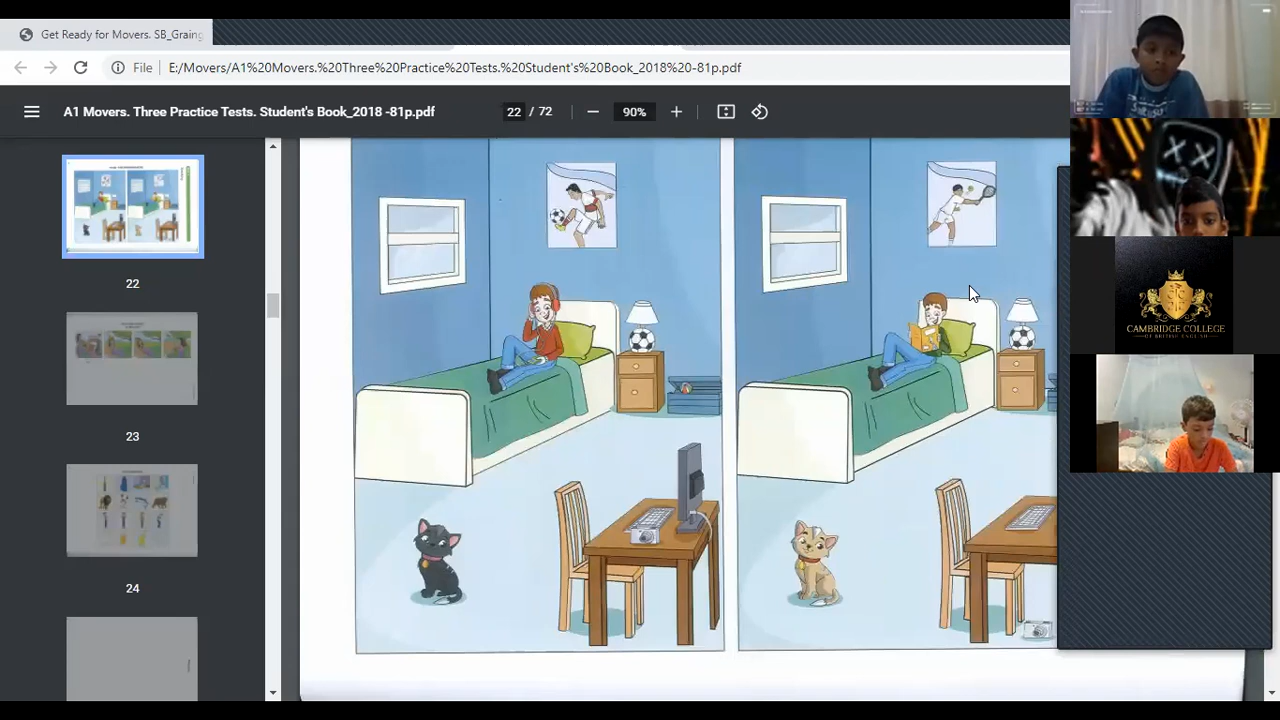 Get Ready for Movers. SB_Graing
File
E:/Movers/A1%20Movers.%20Three%20Practice%20Tests.%20Student's%20Book_2018%20-81p.pdf
A1 Movers. Three Practice Tests. Student's Book_2018 -81p.pdf
22 / 72
90%
22
23
24
CAMBRIDGE COLLEGE
OF BRITISH ENGLISH